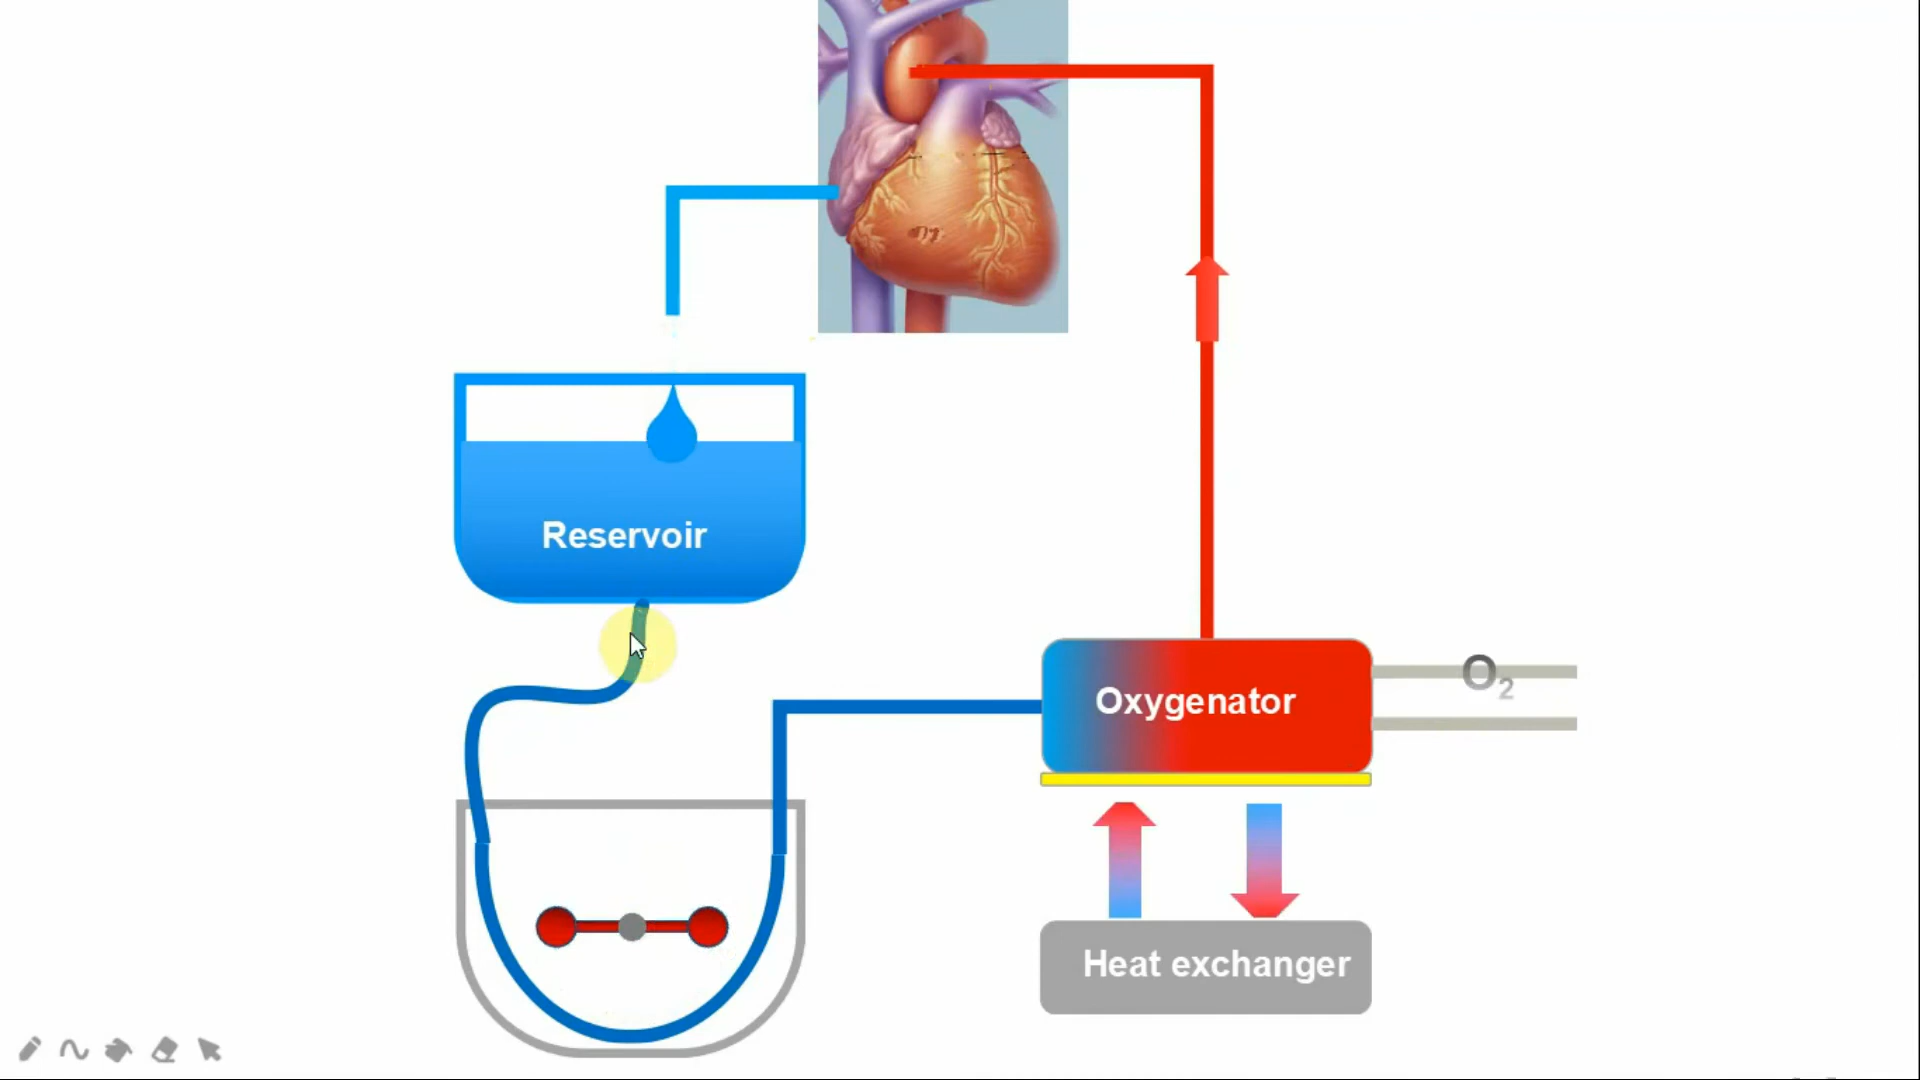 Reservoir
Oxygenator
O₂
Heat exchanger